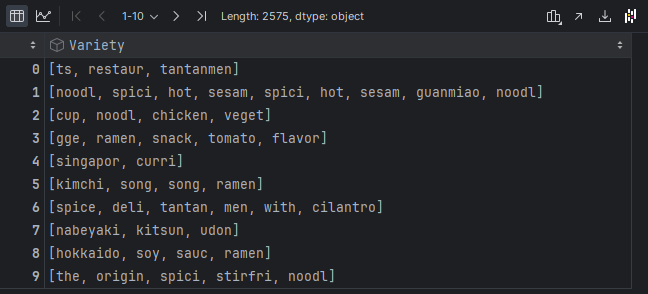 1-10
Length: 2575, dtype: object
Variety
0 [ts, restaur, tantanmen]
1 [noodl, spici, hot, sesam, spici, hot, sesam, guanmiao, noodl]
2 [cup, noodl, chicken, veget]
3 [gge, ramen, snack, tomato, flavor]
4 [singapor, curri]
5 [kimchi, song, song, ramen]
6 [spice, deli, tantan, men, with, cilantro]
7 [nabeyaki, kitsun, udon]
8 [hokkaido, soy, sauc, ramen]
9 [the, origin, spici, stirfri, noodl]